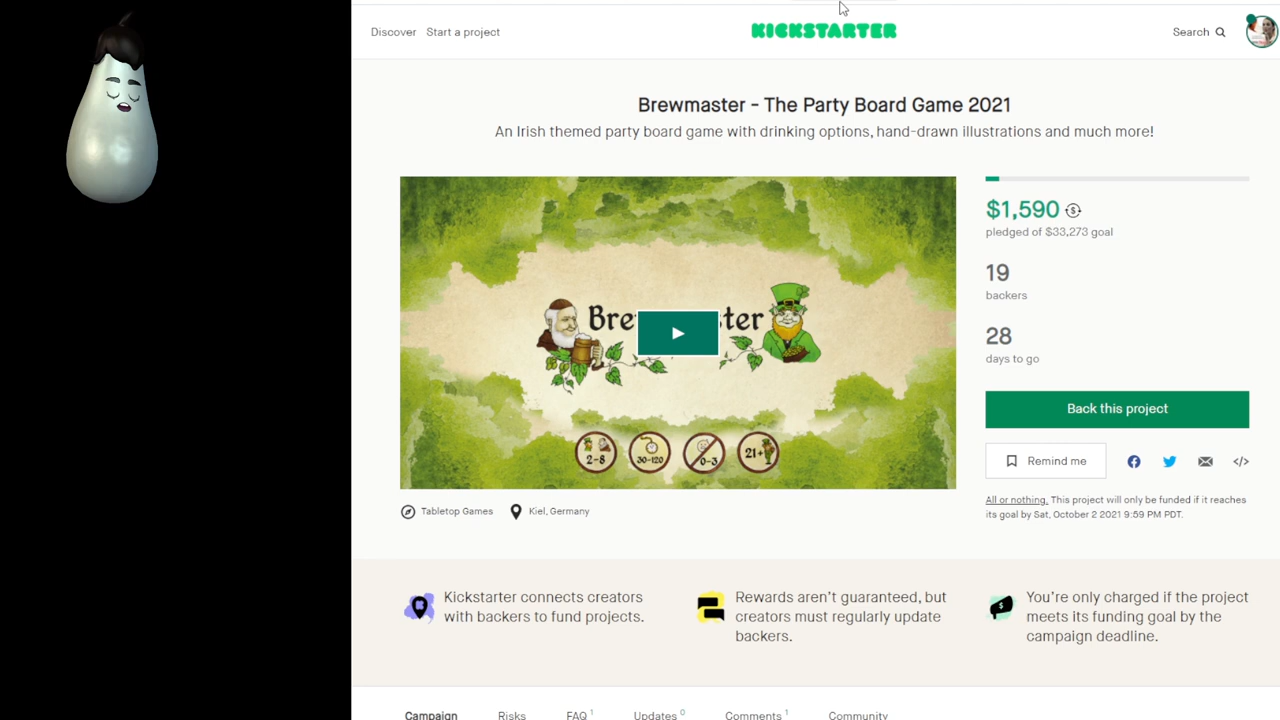 Discover Start a project
KICKSTARTER
Search
Brewmaster - The Party Board Game 2021
An Irish themed party board game with drinking options, hand-drawn illustrations and much more!
Bre ster
2-8
30-120
0-3
21+
$1,590
pledged of $33,273 goal
19
backers
28
days to go
Back this project
Remind me
All or nothing. This project will only be funded if it reaches
its goal by Sat, October 2 2021 9:59 PM PDT.
Tabletop Games
Kiel, Germany
Kickstarter connects creators
with backers to fund projects.
Rewards aren't guaranteed, but
creators must regularly update
backers.
You're only charged if the project
meets its funding goal by the
campaign deadline.
Campaign Risks FAQ 1 Updates 0 Comments 1 Community